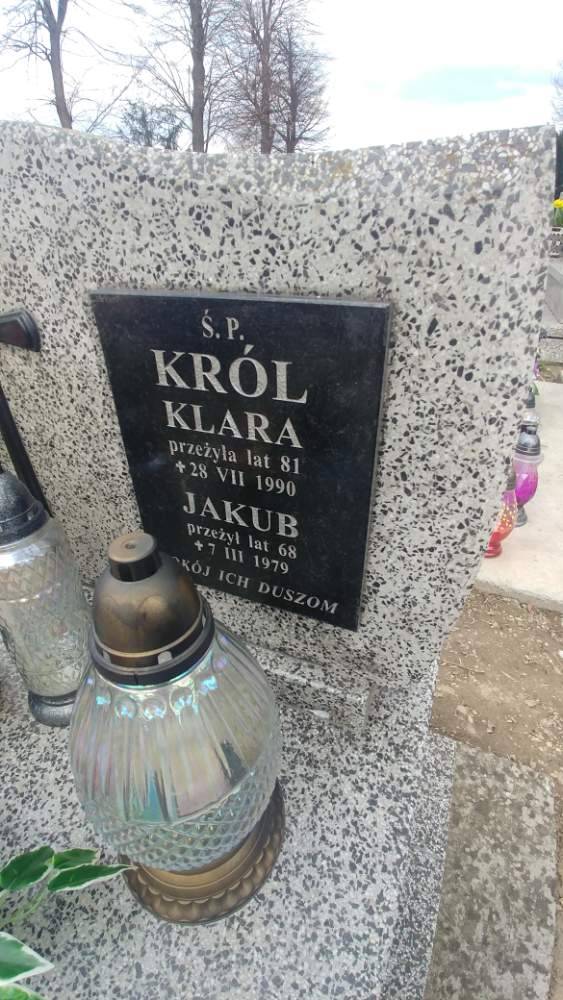 Ś. P.
KRÓL
KLARA
przeżyła lat 81
+ 28 VII 1990
JAKUB
przeżył lat 68
+ 7 III 1979
ICH DUSZOM